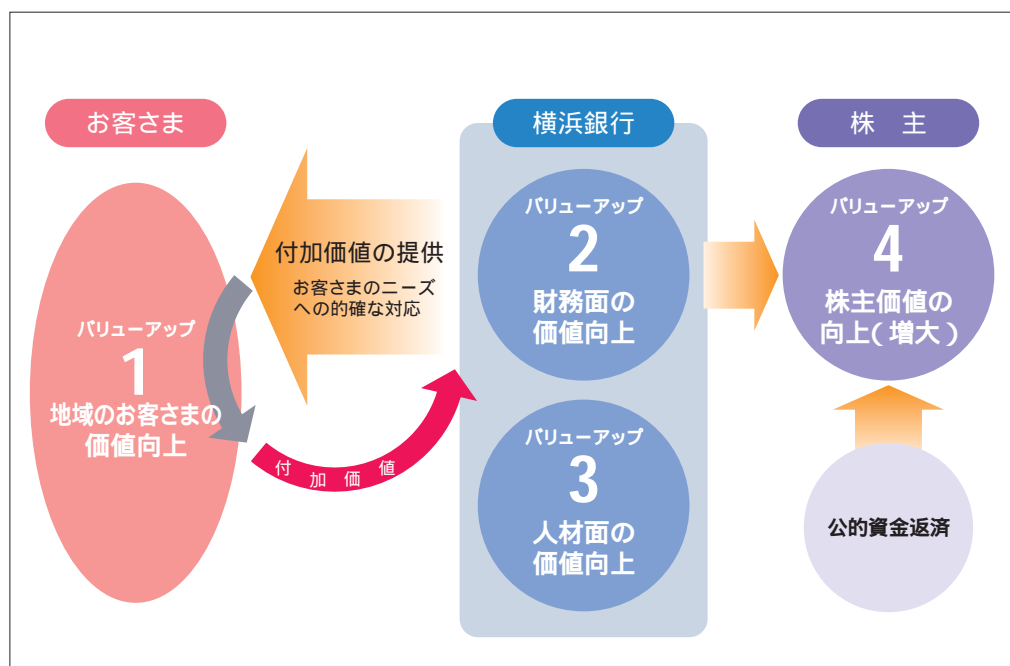 お客さま
横浜銀行
株 主
バリューアップ
1
地域のお客さまの
価値向上
付加価値の提供
お客さまのニーズ
への的確な対応
付加価値
バリューアップ
2
財務面の
価値向上
バリューアップ
3
人材面の
価値向上
バリューアップ
4
株主価値の
向上(増大)
公的資金返済